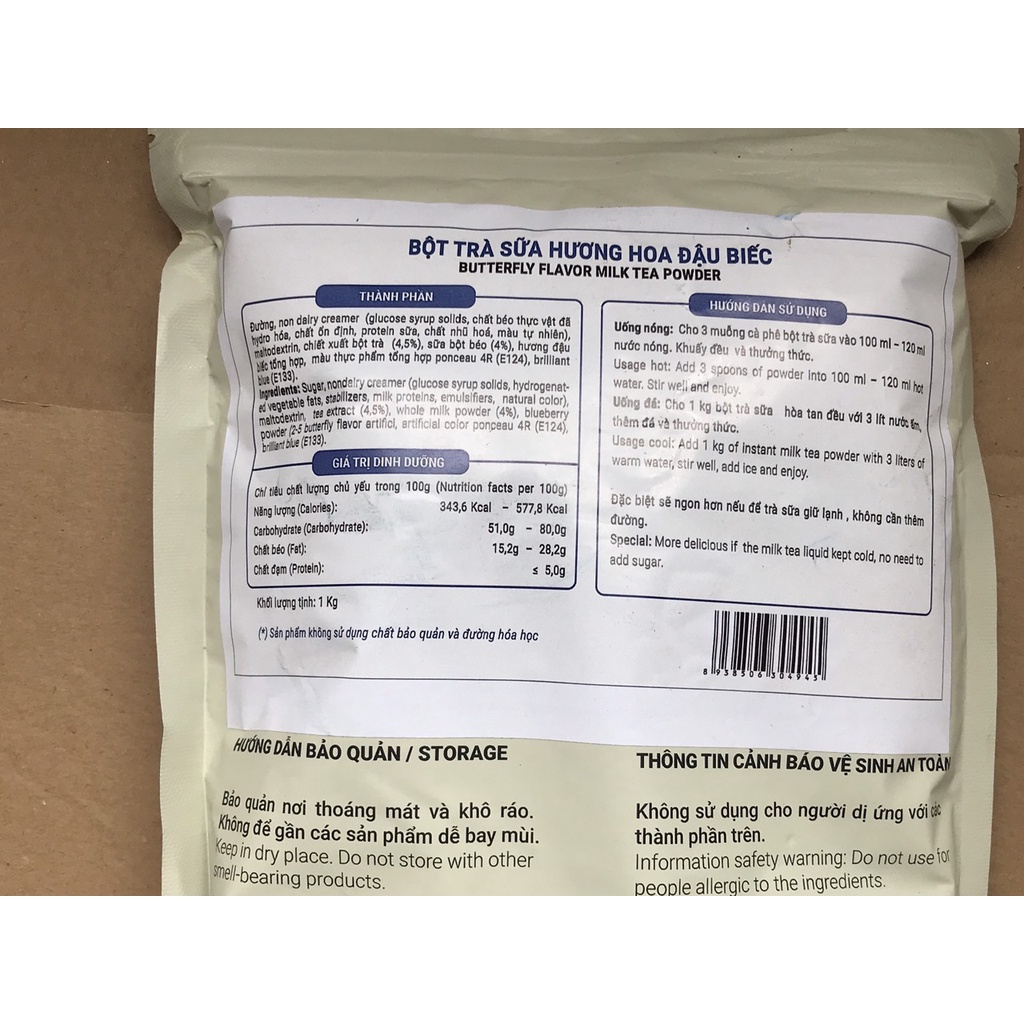 BỘT TRÀ SỮA HƯƠNG HOA ĐẬU BIẾC
BUTTERFLY FLAVOR MILK TEA POWDER
THÀNH PHẦN
Đường, non dairy creamer (glucose syrup solids, chất béo thực vật đã
hydro hóa, chất ổn định, protein sữa, chất nhũ hoá, màu tự nhiên),
maltodextrin, chiết xuất bột trà (4,5%), sữa bột béo (4%), hương đậu
biếc tổng hợp, màu thực phẩm tổng hợp ponceau 4R (E124), brilliant
blue (E133).
Ingredients: Sugar, nondairy creamer (glucose syrup solids, hydrogenat-
ed vegetable fats, stabilizers, milk proteins, emulsifers, natural color),
maltodextrin, tea extract (4,5%), whole milk powder (4%), blueberry
powder (2-5 butterfly flavor artifiol, artificial color ponpeau 4R (E124),
brilliant blue (E133).
GIÁ TRỊ DINH DƯỠNG
Chỉ tiêu chất lượng chủ yếu trong 100g (Nutrition facts per 100g)
Năng lượng (Calories): 343,6 Kcal – 577,8 Kcal
Carbohydrate (Carbohydrate): 51,0g – 80,0g
Chất béo (Fat): 15,2g – 28,2g
Chất đạm (Protein): ≤ 5,0g
Khối lượng tịnh: 1 Kg
(*) Sản phẩm không sử dụng chất bảo quản và đường hóa học
HƯỚNG DẪN SỬ DỤNG
Uống nóng: Cho 3 muỗng cà phê bột trà sữa vào 100 ml – 120 ml
nước nóng. Khuấy đều và thưởng thức.
Usage hot: Add 3 spoons of powder into 100 ml – 120 ml hot
water. Stir well and enjoy.
Uống đá: Cho 1 kg bột trà sữa hòa tan đều với 3 lít nước ấm,
thêm đá và thưởng thức.
Usage cool: Add 1 kg of instant milk tea powder with 3 liters of
warm water, stir well, add ice and enjoy.
Đặc biệt sẽ ngon hơn nếu để trà sữa giữ lạnh , không cần thêm
đường.
Special: More delicious if the milk tea liquid kept cold, no need to
add sugar.
8 938506 304945
HƯỚNG DẪN BẢO QUẢN / STORAGE
Bảo quản nơi thoáng mát và khô ráo.
Không để gần các sản phẩm dễ bay mùi.
Keep in dry place. Do not store with other
smell-bearing products.
THÔNG TIN CẢNH BÁO VỆ SINH AN TOÀN
Không sử dụng cho người dị ứng với các
thành phần trên.
Information safety warning: Do not use for
people allergic to the ingredients.